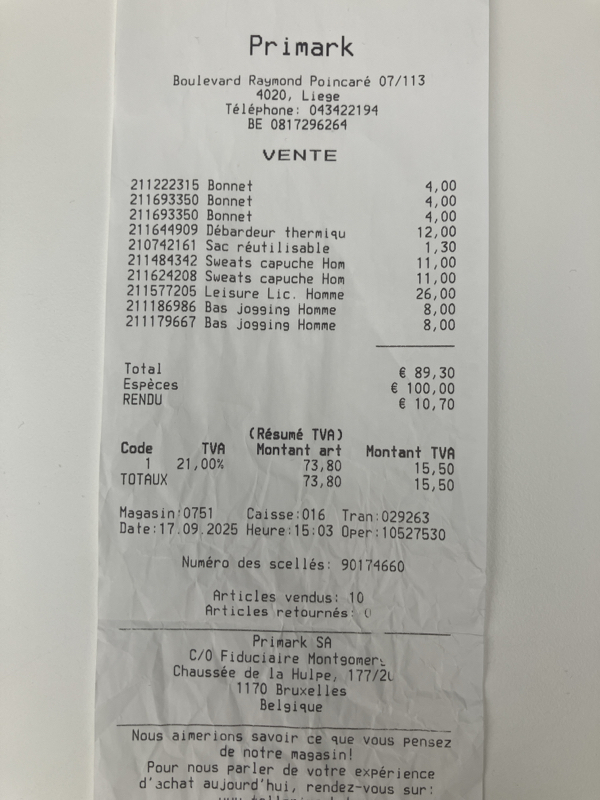 Primark
Boulevard Raymond Poincaré 07/113
4020, Liege
Téléphone: 043422194
BE 0817296264
VENTE
211222315 Bonnet 4,00
211693350 Bonnet 4,00
211693350 Bonnet 4,00
211644909 Débardeur thermiqu 12,00
210742161 Sac réutilisable 1,30
211484342 Sweats capuche Hom 11,00
211624208 Sweats capuche Hom 11,00
211577205 Leisure Lic. Homme 26,00
211186986 Bas jogging Homme 8,00
211179667 Bas jogging Homme 8,00
Total € 89,30
Espèces € 100,00
RENDU € 10,70
(Résumé TVA)
Code TVA Montant art Montant TVA
1 21,00% 73,80 15,50
TOTAUX 73,80 15,50
Magasin:0751 Caisse:016 Tran:029263
Date:17.09.2025 Heure:15:03 Oper:10527530
Numéro des scellés: 90174660
Articles vendus: 10
Articles retournés: 0
Primark SA
C/O Fiduciaire Montgomery
Chaussée de la Hulpe,
1170 Bruxelles
Belgique
Nous aimerions savoir ce que vous pensez
de notre magasin!
Pour nous parler de votre expérience
d'achat aujourd'hui, rendez-vous sur: